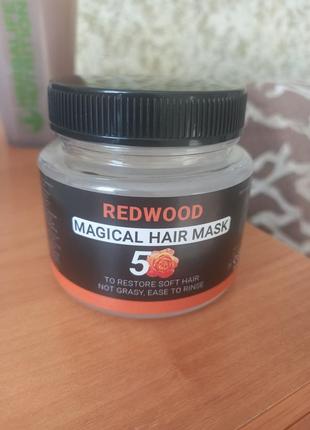 REDWOOD
MAGICAL HAIR MASK
5
TO RESTORE SOFT HAIR
NOT GRASY, EASE TO RINSE